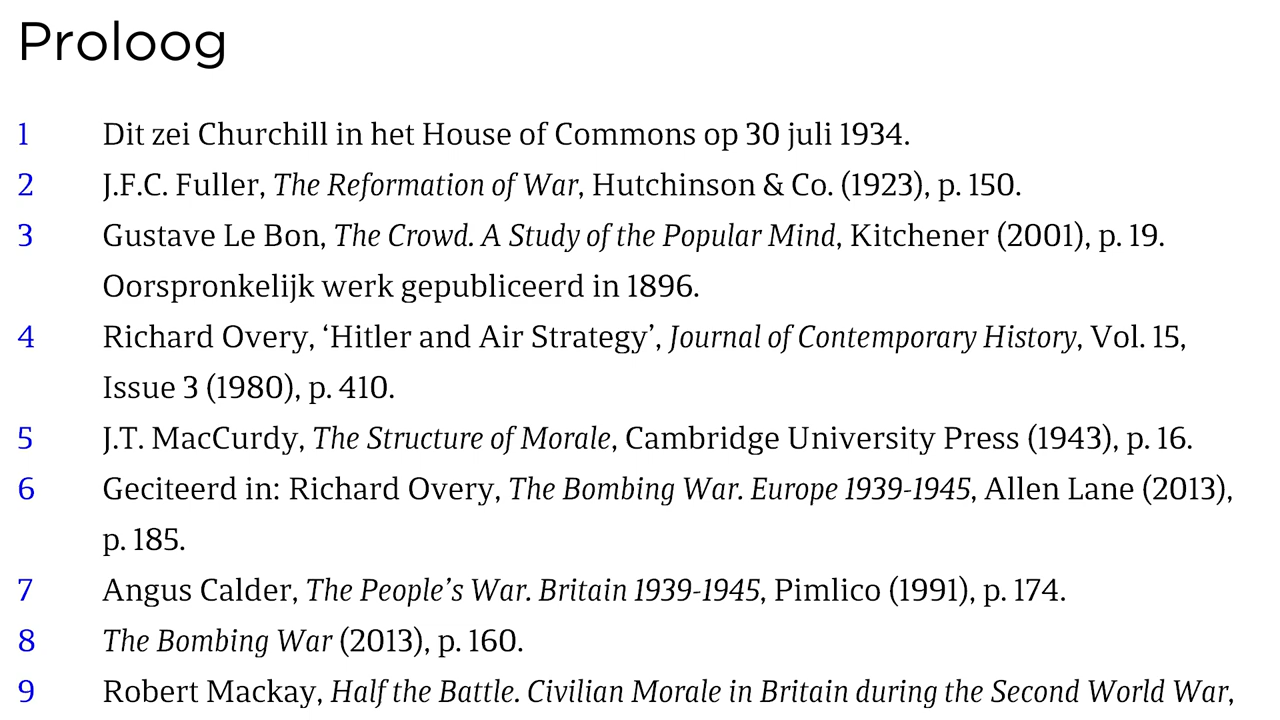 Proloog
1 Dit zei Churchill in het House of Commons op 30 juli 1934.
2 J.F.C. Fuller, The Reformation of War, Hutchinson & Co. (1923), p. 150.
3 Gustave Le Bon, The Crowd. A Study of the Popular Mind, Kitchener (2001), p. 19.
Oorspronkelijk werk gepubliceerd in 1896.
4 Richard Overy, ‘Hitler and Air Strategy’, Journal of Contemporary History, Vol. 15,
Issue 3 (1980), p. 410.
5 J.T. MacCurdy, The Structure of Morale, Cambridge University Press (1943), p. 16.
6 Geciteerd in: Richard Overy, The Bombing War. Europe 1939-1945, Allen Lane (2013),
p. 185.
7 Angus Calder, The People’s War. Britain 1939-1945, Pimlico (1991), p. 174.
8 The Bombing War (2013), p. 160.
9 Robert Mackay, Half the Battle. Civilian Morale in Britain during the Second World War,